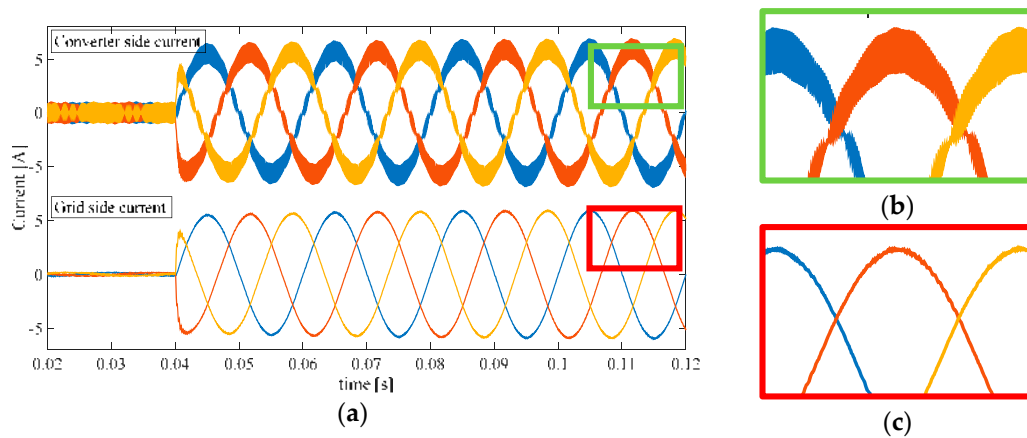 Converter side current
5
0
-5
Current [A]
Grid side current
5
0
-5
0.02 0.03 0.04 0.05 0.06 0.07 0.08 0.09 0.1 0.11 0.12
time [s]
(a)
(b)
(c)